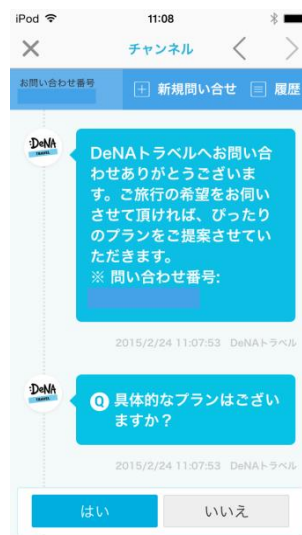 iPod 11:08
チャンネル
お問い合わせ番号
新規問い合せ 履歴
DeNA
TRAVEL
DeNAトラベルへお問い合
わせありがとうございま
す。ご旅行の希望をお伺い
させて頂ければ、ぴったり
のプランをご提案させてい
ただきます。
※ 問い合わせ番号:
2015/2/24 11:07:53 DeNAトラベル
DeNA
TRAVEL
Q 具体的なプランはござい
ますか？
2015/2/24 11:07:53 DeNAトラベル
はい いいえ